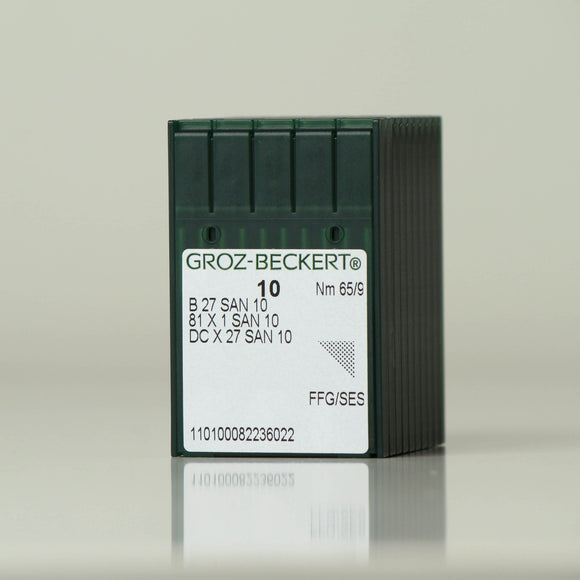 GROZ-BECKERT®
10 Nm 65/9
B 27 SAN 10
81 X 1 SAN 10
DC X 27 SAN 10
FFG/SES
110100082236022